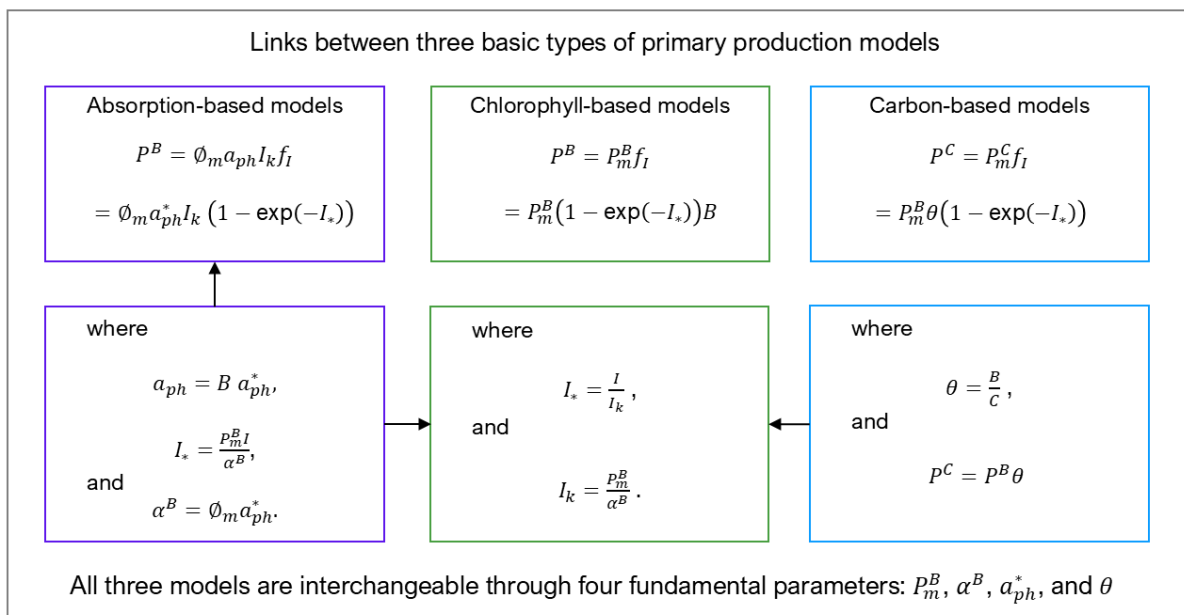 Links between three basic types of primary production models
Absorption-based models
P^B = ∅_m a_ph I_k f_I
= ∅_m a*_ph I_k (1 − exp(−I_*))
Chlorophyll-based models
P^B = P^B_m f_I
= P^B_m (1 − exp(−I_*))B
Carbon-based models
P^C = P^C_m f_I
= P^B_m θ(1 − exp(−I_*))
where
a_ph = B a*_ph,
I_* = P^B_m I / α^B,
and
α^B = ∅_m a*_ph.
where
I_* = I / I_k ,
and
I_k = P^B_m / α^B .
where
θ = B / C ,
and
P^C = P^B θ
All three models are interchangeable through four fundamental parameters: P^B_m, α^B, a*_ph, and θ